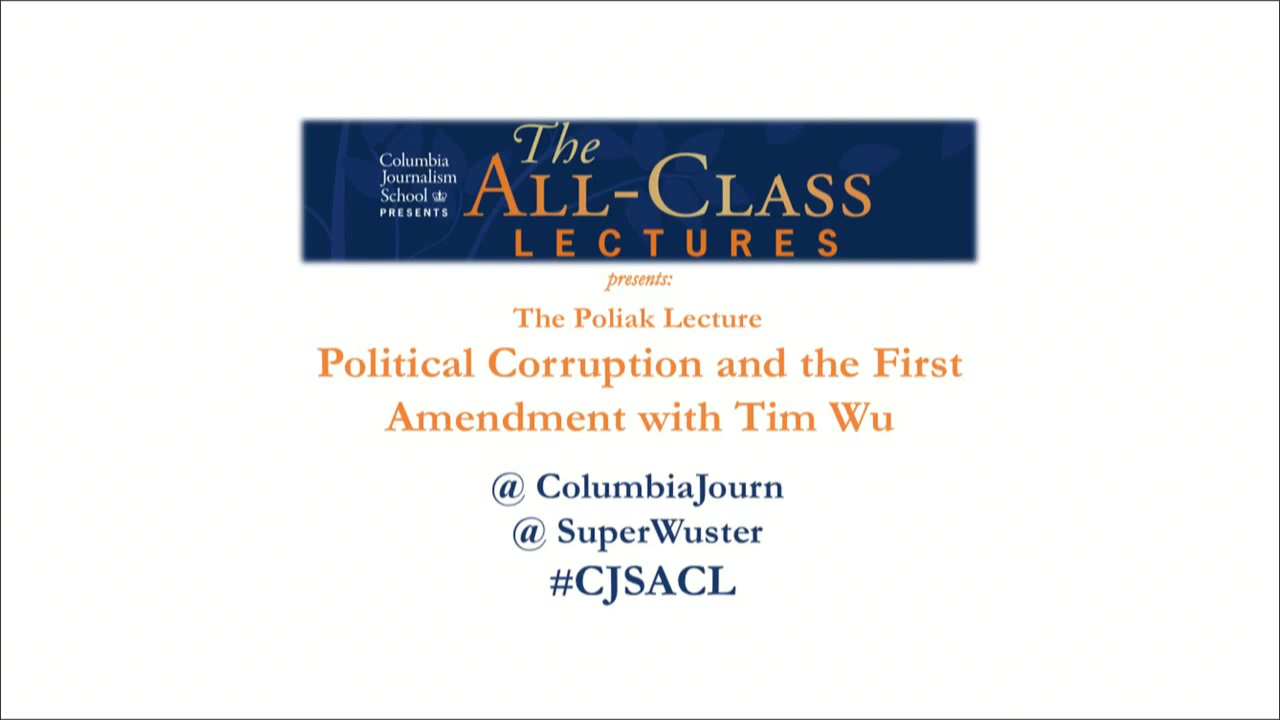 The
Columbia
Journalism
School
PRESENTS
ALL-CLASS
LECTURES
presents:
The Poliak Lecture
Political Corruption and the First
Amendment with Tim Wu
@ ColumbiaJourn
@ SuperWuster
#CJSACL